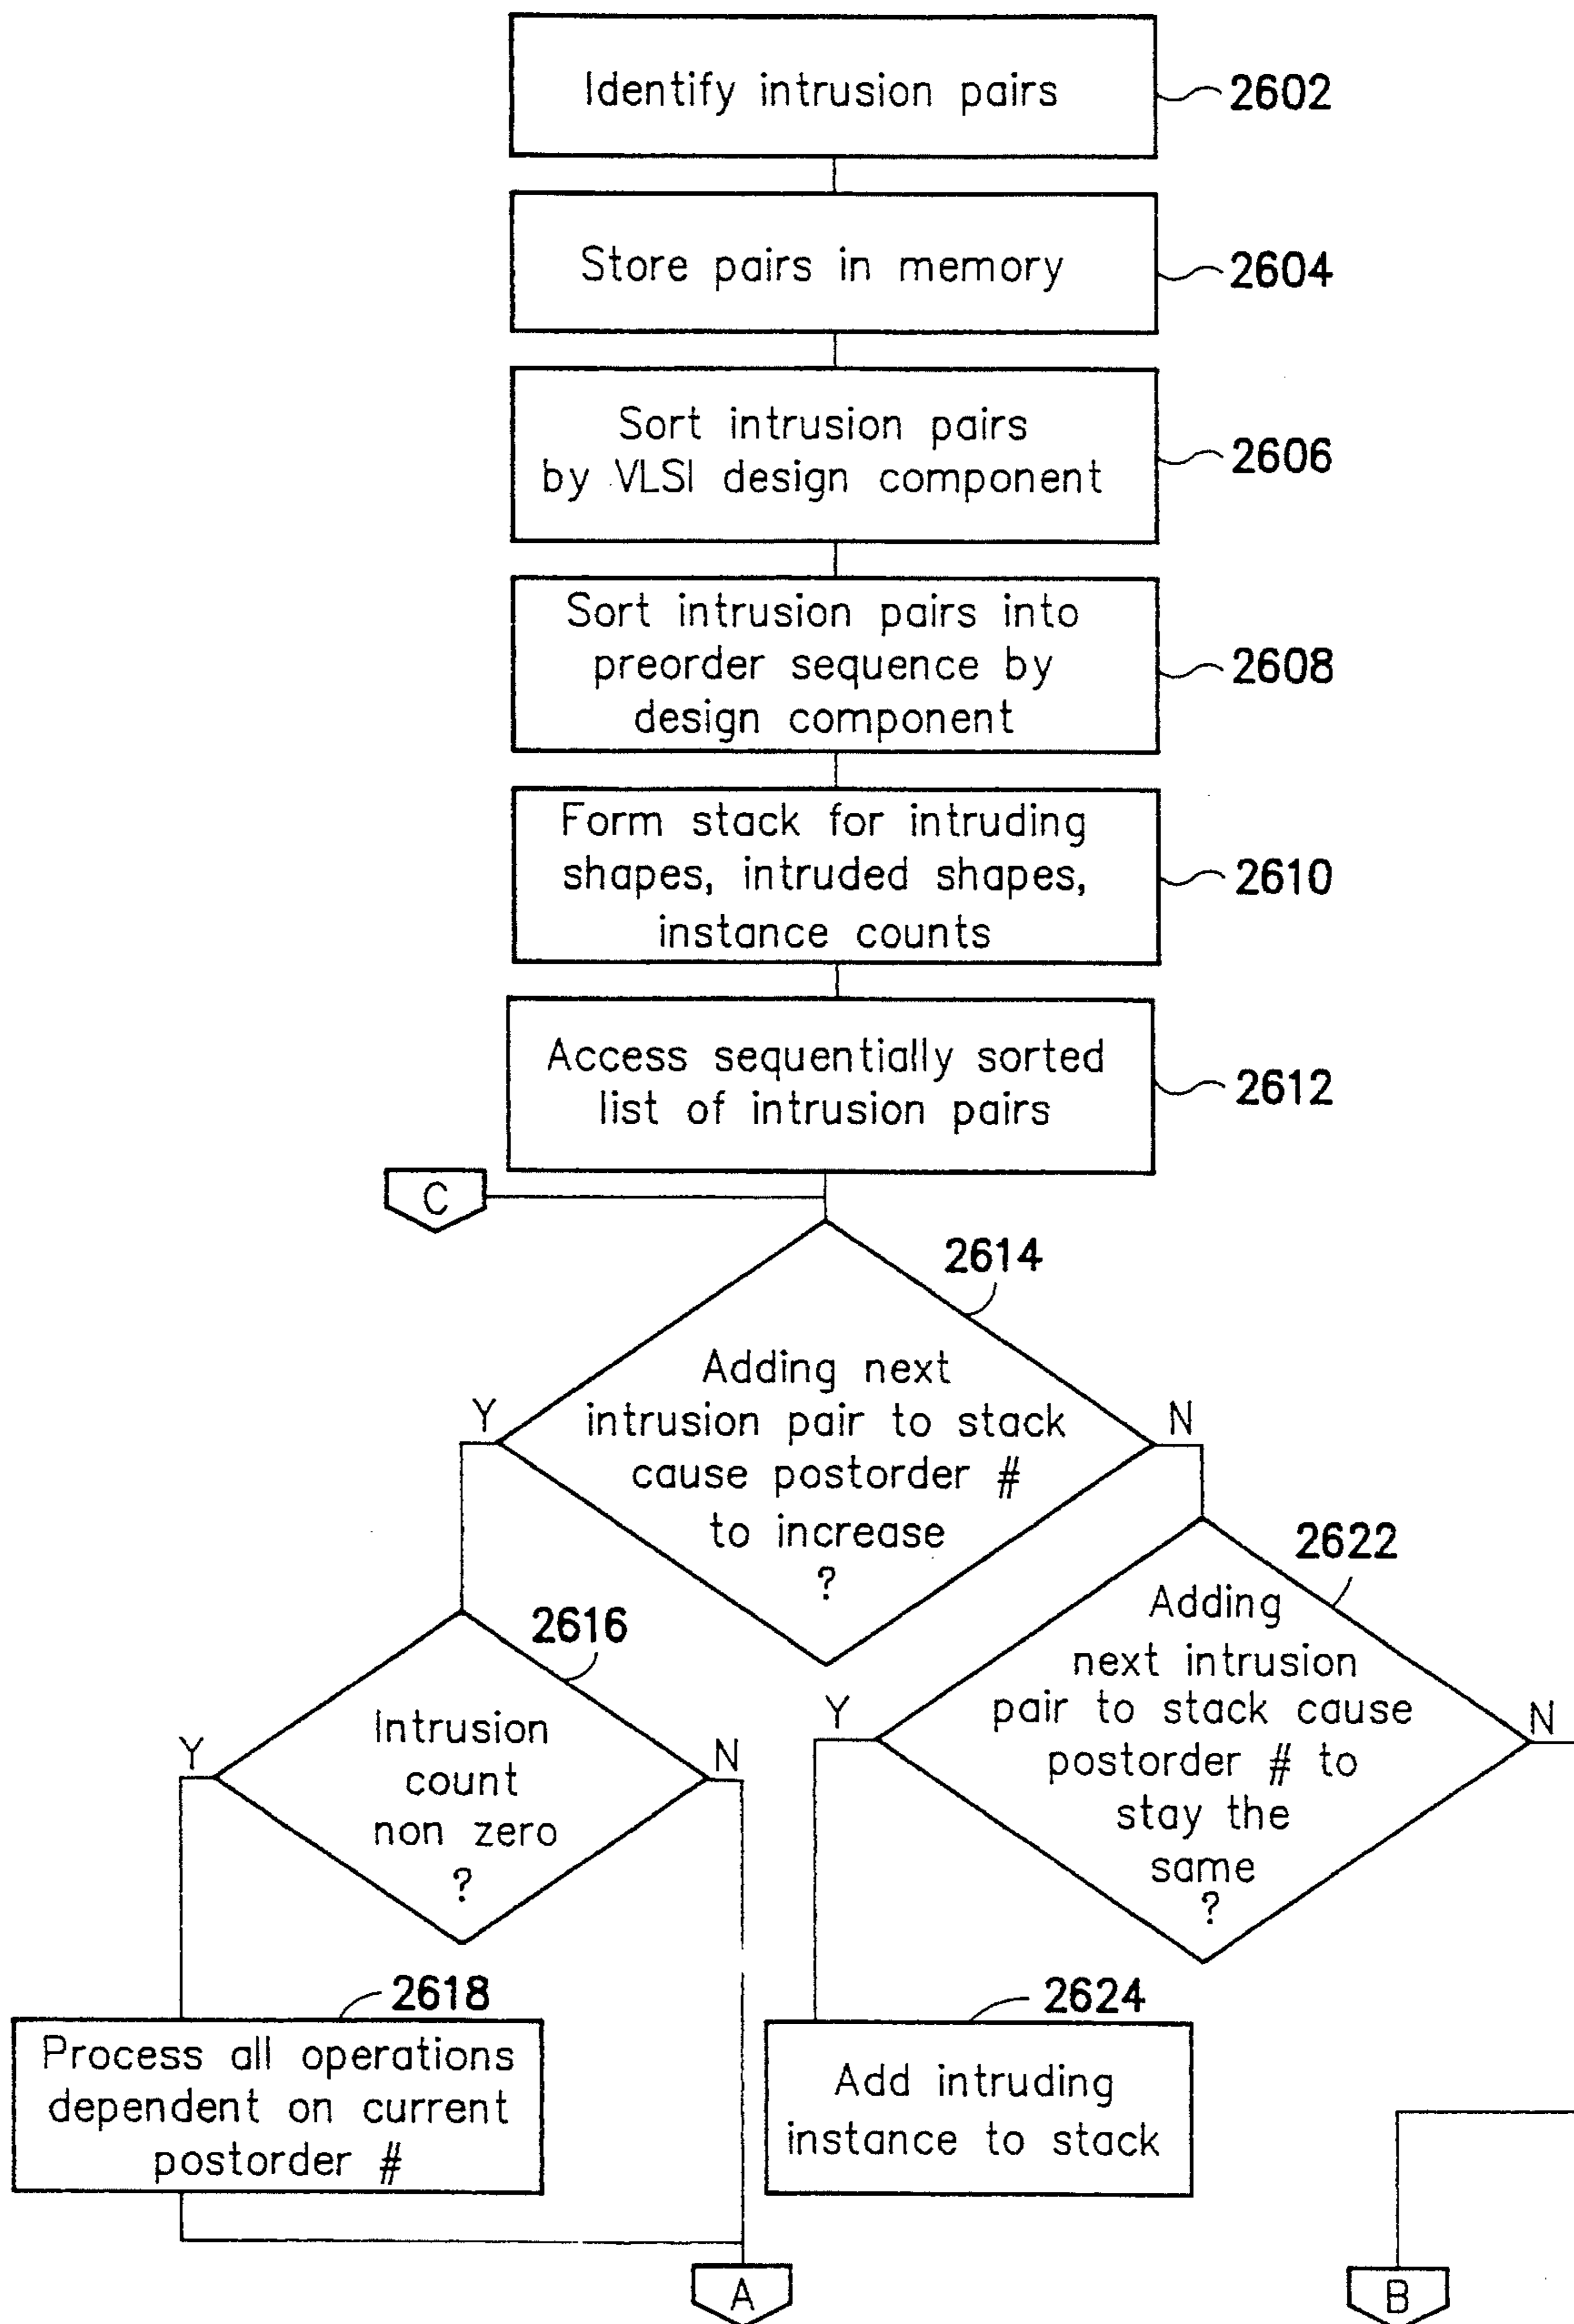 Identify intrusion pairs
2602
Store pairs in memory
2604
Sort intrusion pairs
by VLSI design component
2606
Sort intrusion pairs into
preorder sequence by
design component
2608
Form stack for intruding
shapes, intruded shapes,
instance counts
2610
Access sequentially sorted
list of intrusion pairs
2612
C
2614
Adding next
intrusion pair to stack
cause postorder #
to increase
?
Y
N
2616
Intrusion
count
non zero
?
Y
N
2622
Adding
next intrusion
pair to stack cause
postorder # to
stay the
same
?
Y
N
2618
Process all operations
dependent on current
postorder #
2624
Add intruding
instance to stack
A
B